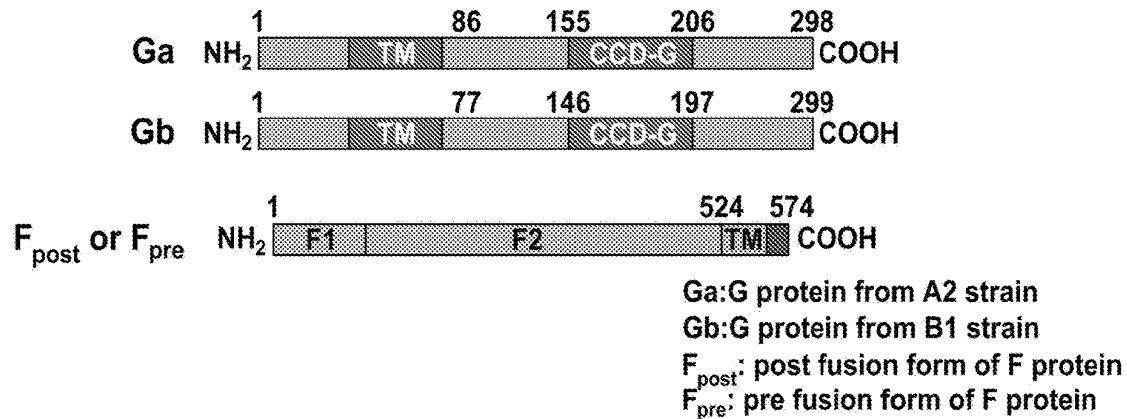 1 86 155 206 298
Ga NH2 TM CCD-G COOH
1 77 146 197 299
Gb NH2 TM CCD-G COOH
1 524 574
Fpost or Fpre NH2 F1 F2 TM COOH
Ga:G protein from A2 strain
Gb:G protein from B1 strain
Fpost: post fusion form of F protein
Fpre: pre fusion form of F protein